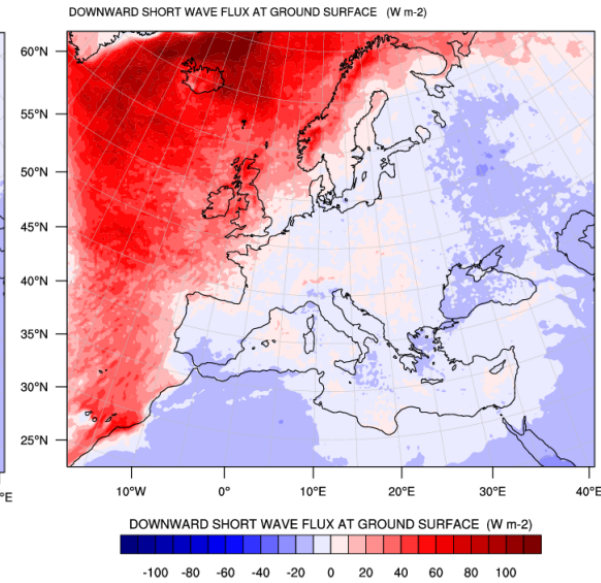 DOWNWARD SHORT WAVE FLUX AT GROUND SURFACE (W m-2)
60°N
55°N
50°N
45°N
40°N
35°N
30°N
25°N
°E
10°W 0° 10°E 20°E 30°E 40°E
DOWNWARD SHORT WAVE FLUX AT GROUND SURFACE (W m-2)
-100 -80 -60 -40 -20 0 20 40 60 80 100